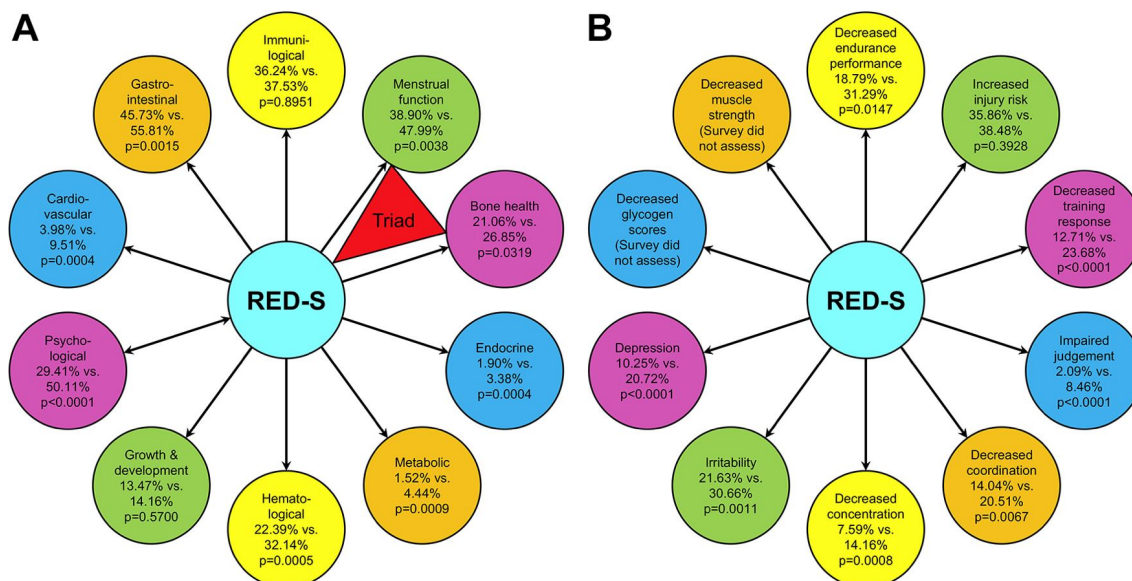 A
Immuni-
logical
36.24% vs.
37.53%
p=0.8951
Menstrual
function
38.90% vs.
47.99%
p=0.0038
Bone health
21.06% vs.
26.85%
p=0.0319
Endocrine
1.90% vs.
3.38%
p=0.0004
Metabolic
1.52% vs.
4.44%
p=0.0009
Hemato-
logical
22.39% vs.
32.14%
p=0.0005
Growth &
development
13.47% vs.
14.16%
p=0.5700
Psycho-
logical
29.41% vs.
50.11%
p<0.0001
Cardio-
vascular
3.98% vs.
9.51%
p=0.0004
Gastro-
intestinal
45.73% vs.
55.81%
p=0.0015
Triad
RED-S
B
Decreased
endurance
performance
18.79% vs.
31.29%
p=0.0147
Increased
injury risk
35.86% vs.
38.48%
p=0.3928
Decreased
training
response
12.71% vs.
23.68%
p<0.0001
Impaired
judgement
2.09% vs.
8.46%
p<0.0001
Decreased
coordination
14.04% vs.
20.51%
p=0.0067
Decreased
concentration
7.59% vs.
14.16%
p=0.0008
Irritability
21.63% vs.
30.66%
p=0.0011
Depression
10.25% vs.
20.72%
p<0.0001
Decreased
glycogen
scores
(Survey did
not assess)
Decreased
muscle
strength
(Survey did
not assess)
RED-S